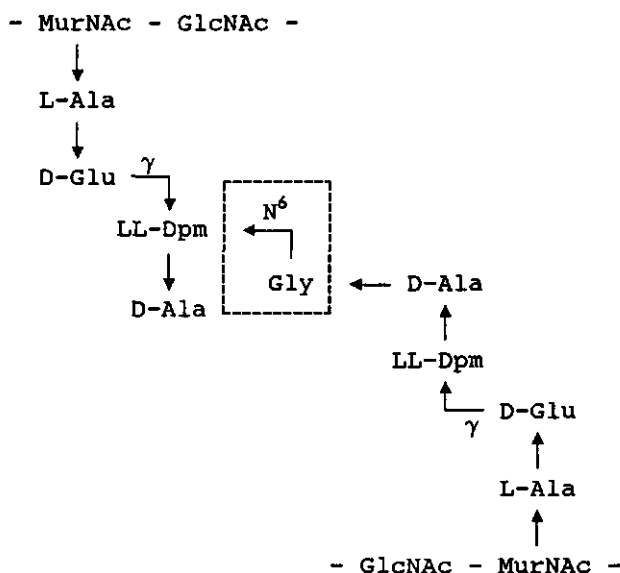 - MurNAc - GlcNAc -
L-Ala
D-Glu γ
N⁶
LL-Dpm
Gly D-Ala
D-Ala
LL-Dpm
D-Glu
γ
L-Ala
- GlcNAc - MurNAc -